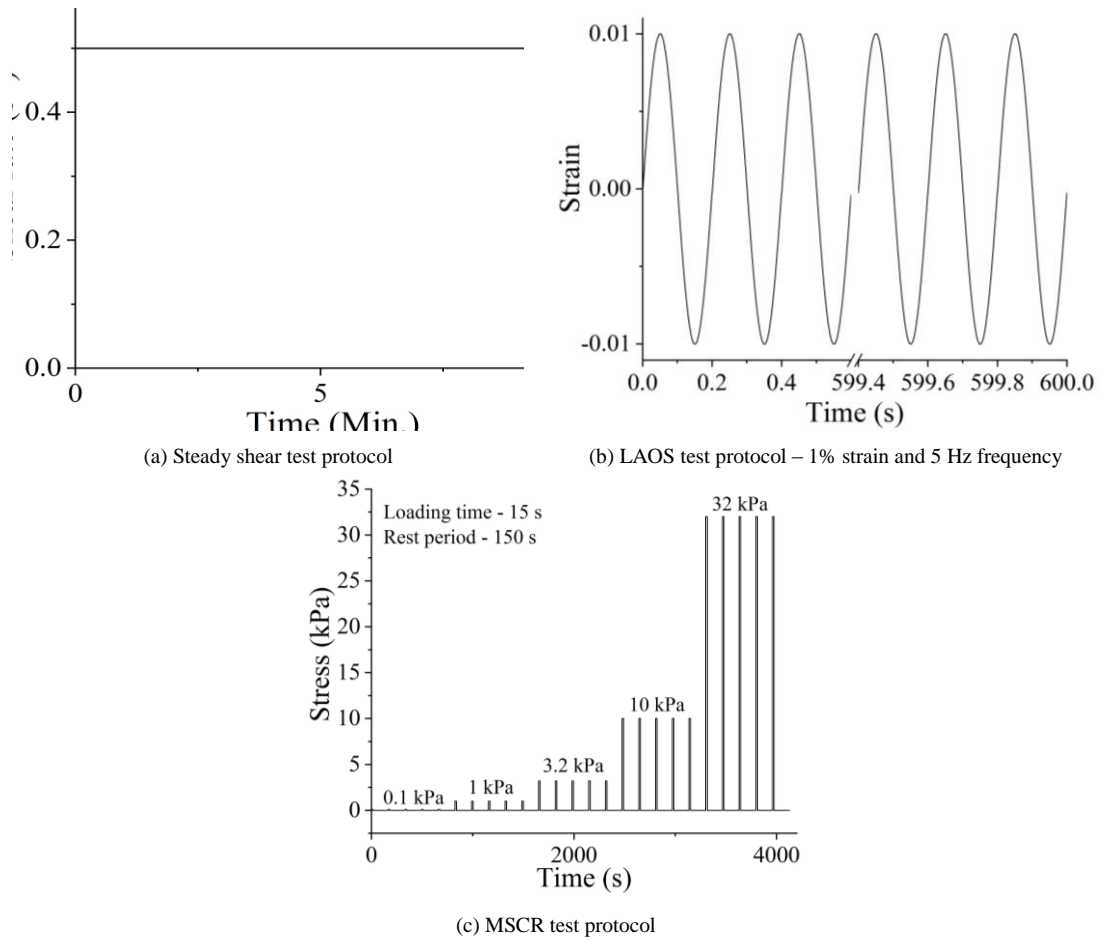 0.4
0.2
0.0
0 5
Time (Min.)
(a) Steady shear test protocol
0.01
0.00
-0.01
Strain
0.0 0.2 0.4 599.4 599.6 599.8 600.0
Time (s)
(b) LAOS test protocol – 1% strain and 5 Hz frequency
35
30
25
20
15
10
5
0
Stress (kPa)
Loading time - 15 s
Rest period - 150 s
0.1 kPa
1 kPa
3.2 kPa
10 kPa
32 kPa
0 2000 4000
Time (s)
(c) MSCR test protocol